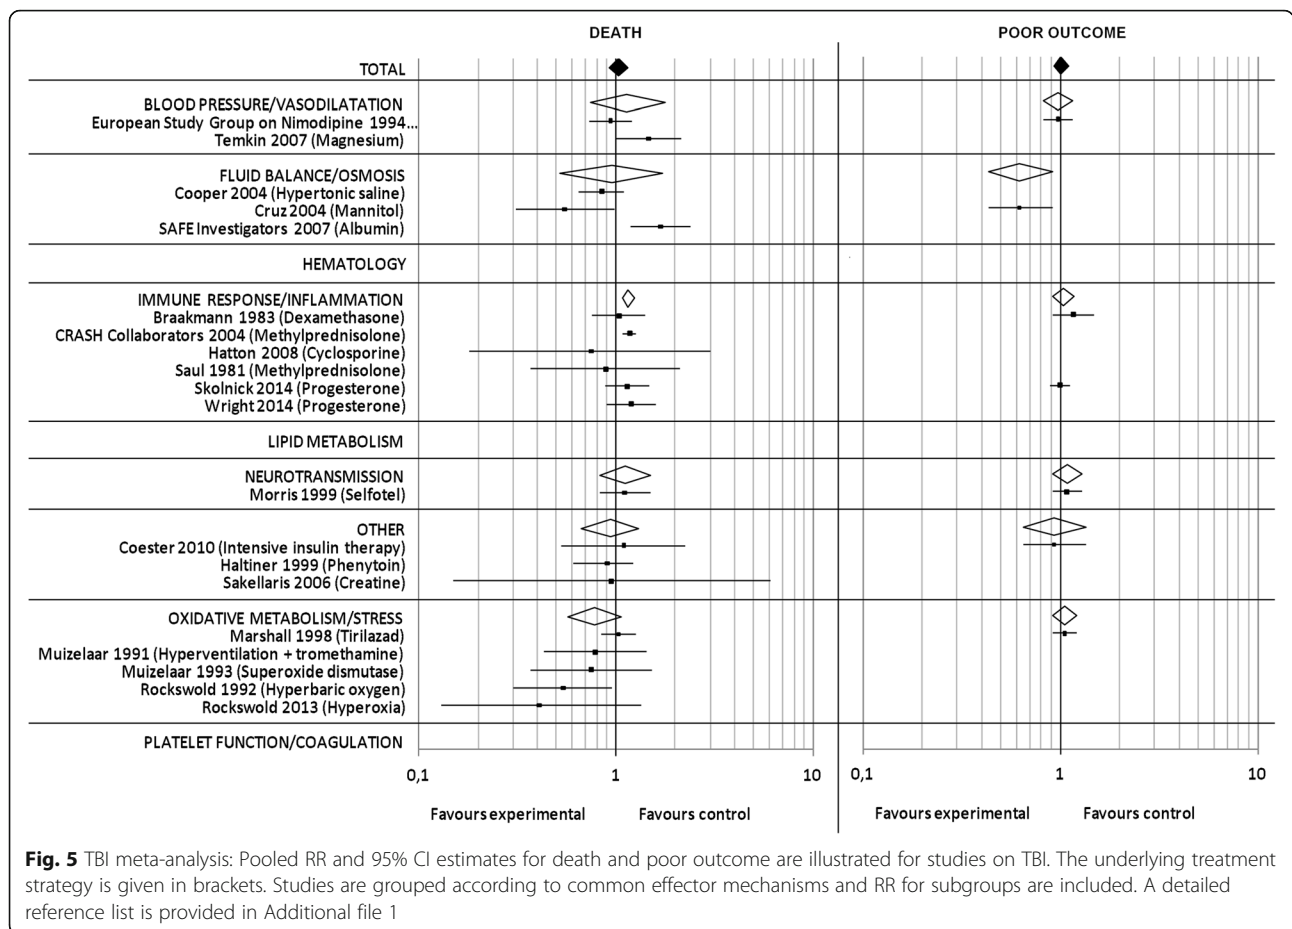 DEATH
POOR OUTCOME
TOTAL
BLOOD PRESSURE/VASODILATATION
European Study Group on Nimodipine 1994...
Temkin 2007 (Magnesium)
FLUID BALANCE/OSMOSIS
Cooper 2004 (Hypertonic saline)
Cruz 2004 (Mannitol)
SAFE Investigators 2007 (Albumin)
HEMATOLOGY
IMMUNE RESPONSE/INFLAMMATION
Braakmann 1983 (Dexamethasone)
CRASH Collaborators 2004 (Methylprednisolone)
Hatton 2008 (Cyclosporine)
Saul 1981 (Methylprednisolone)
Skolnick 2014 (Progesterone)
Wright 2014 (Progesterone)
LIPID METABOLISM
NEUROTRANSMISSION
Morris 1999 (Selfotel)
OTHER
Coester 2010 (Intensive insulin therapy)
Haltiner 1999 (Phenytoin)
Sakellaris 2006 (Creatine)
OXIDATIVE METABOLISM/STRESS
Marshall 1998 (Tirilazad)
Muizelaar 1991 (Hyperventilation + tromethamine)
Muizelaar 1993 (Superoxide dismutase)
Rockswold 1992 (Hyperbaric oxygen)
Rockswold 2013 (Hyperoxia)
PLATELET FUNCTION/COAGULATION
0,1 1 10 0,1 1 10
Favours experimental Favours control Favours experimental Favours control
Fig. 5 TBI meta-analysis: Pooled RR and 95% CI estimates for death and poor outcome are illustrated for studies on TBI. The underlying treatment
strategy is given in brackets. Studies are grouped according to common effector mechanisms and RR for subgroups are included. A detailed
reference list is provided in Additional file 1